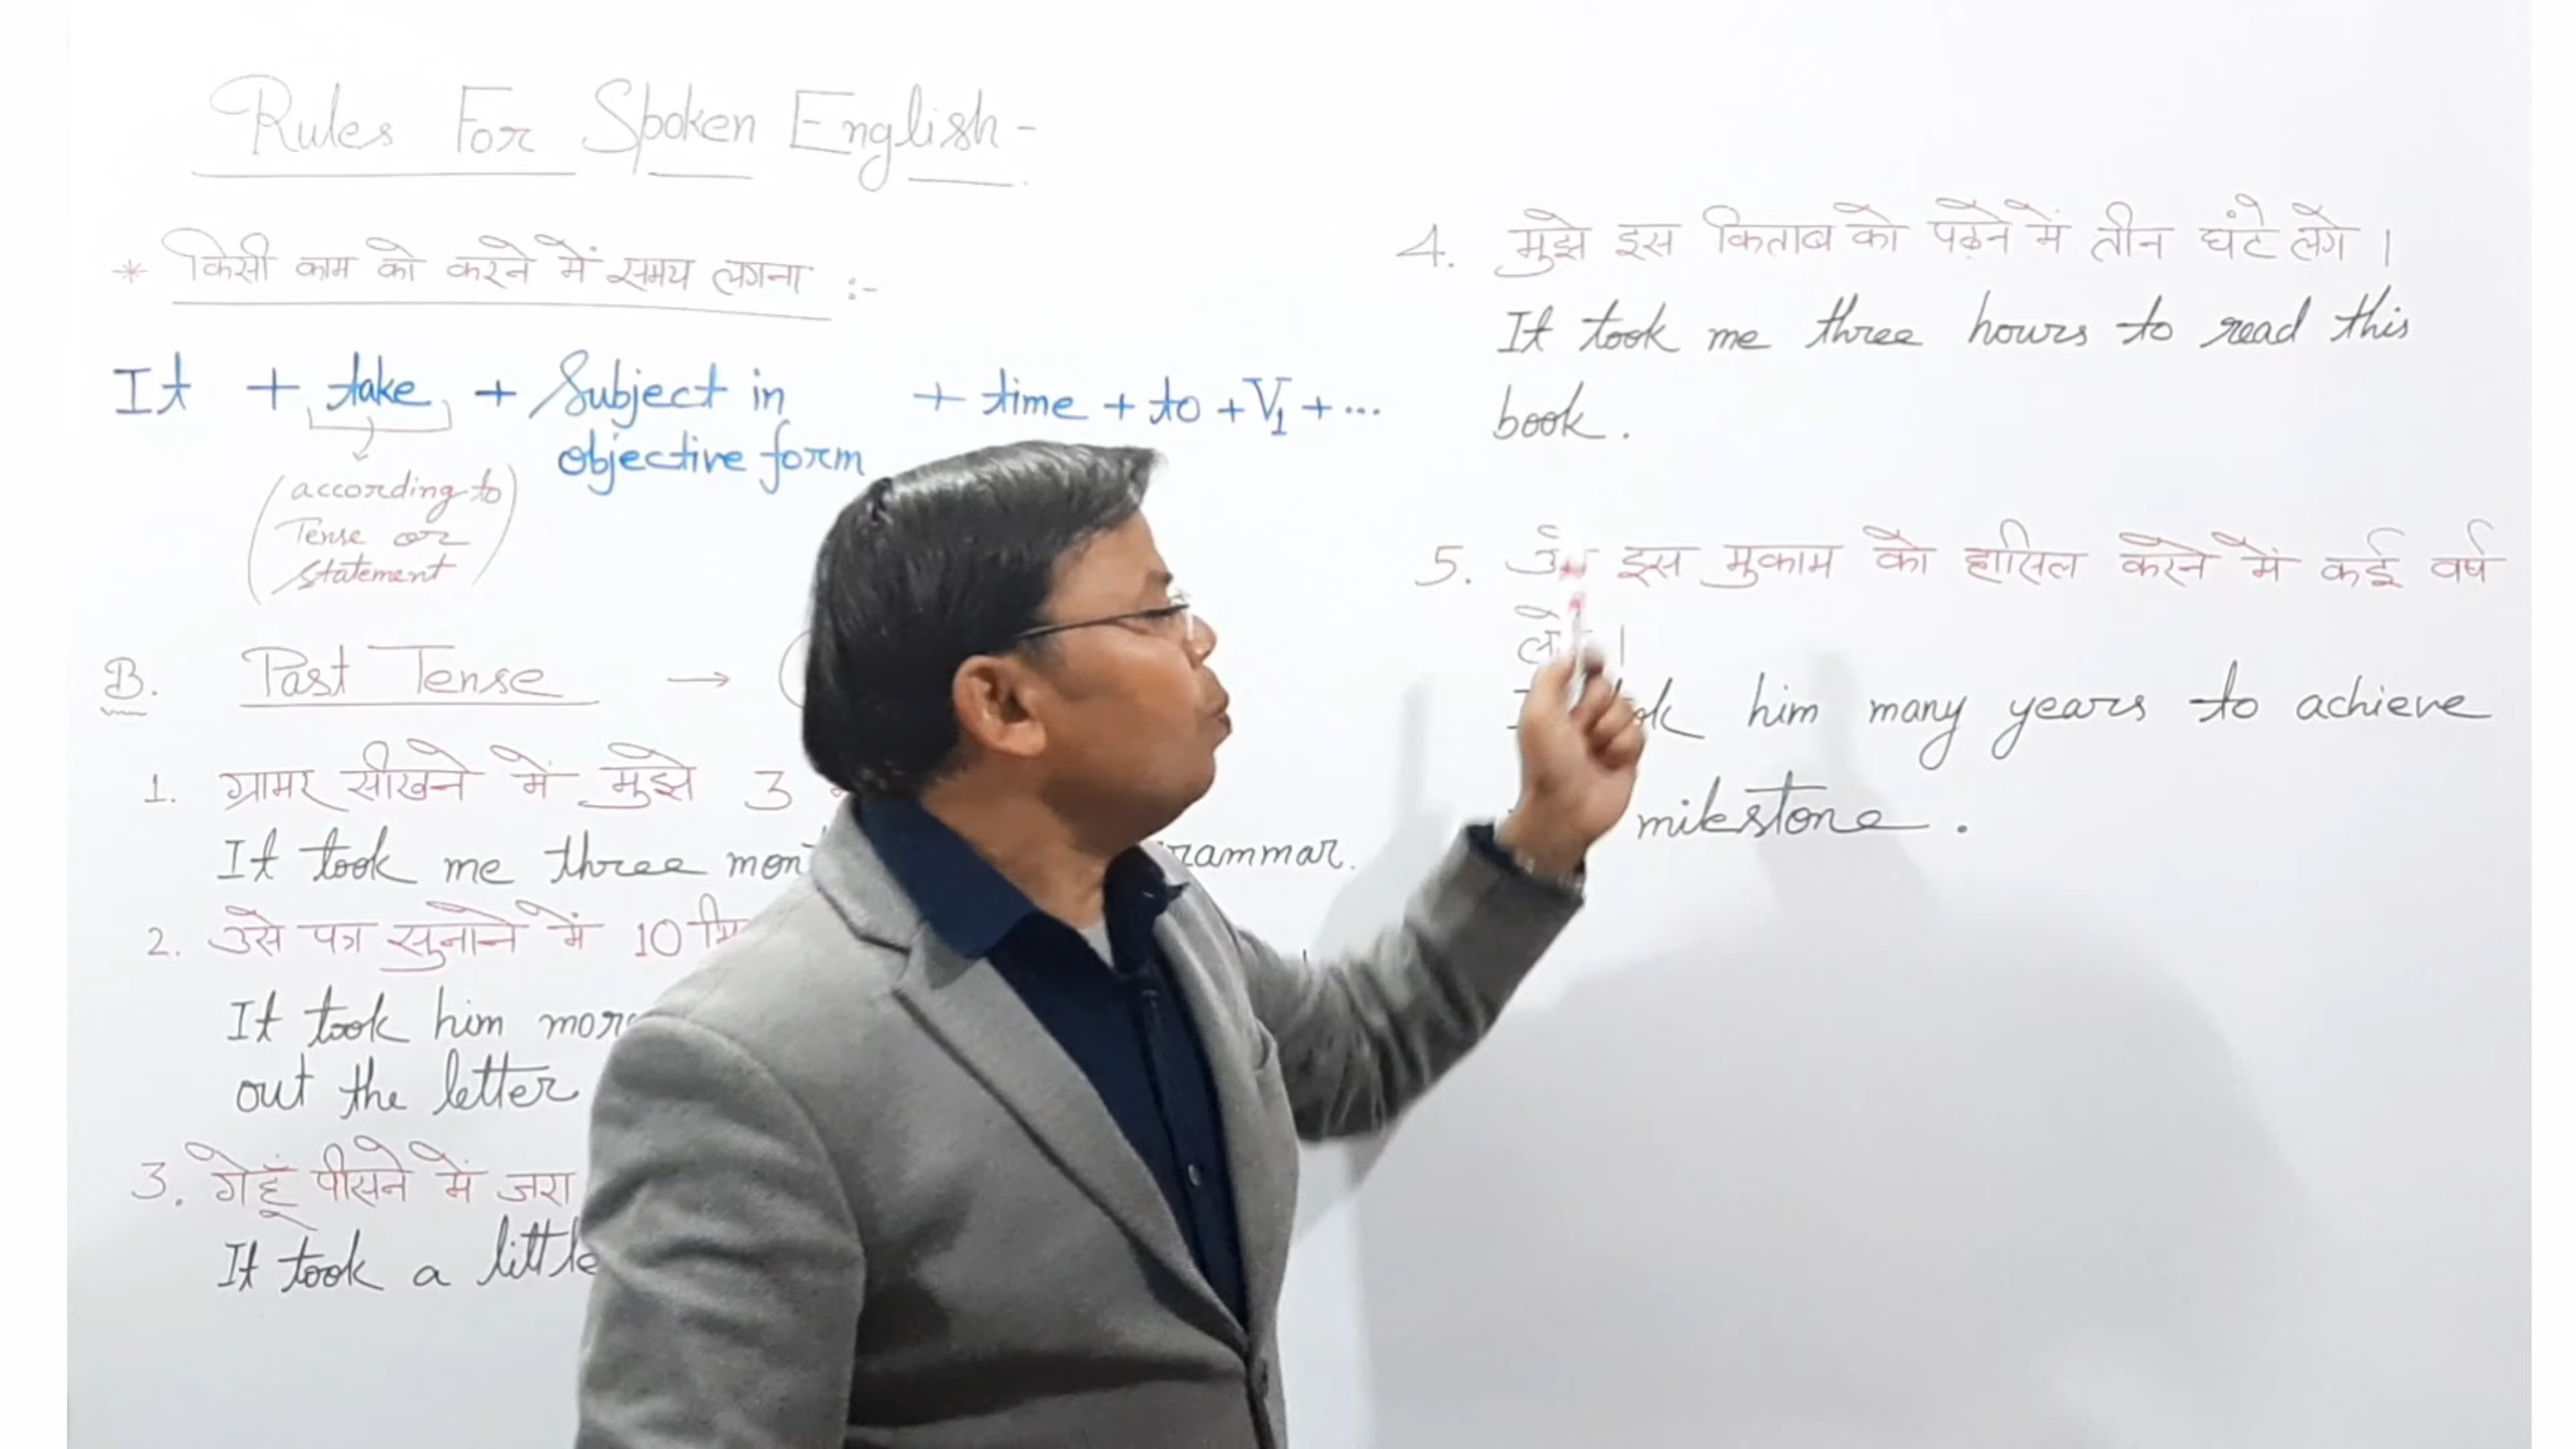 Rules For Spoken English -
* किसी काम को करने में समय लगना :-
It + take + Subject in + time + to + V1 + ...
objective form
(according to
Tense or
statement)
B. Past Tense →
1. ग्रामर सीखने में मुझे 3
It took me three
2. उसे पत्र सुनाने में 10
It took him
out the letter
3. गेहूँ पीसने में जरा
It took a little
4. मुझे इस किताब को पढ़ने में तीन घंटे लगे ।
It took me three hours to read this
book.
5. इस मुकाम को हासिल करने में कई वर्ष
him many years to achieve
milestone.